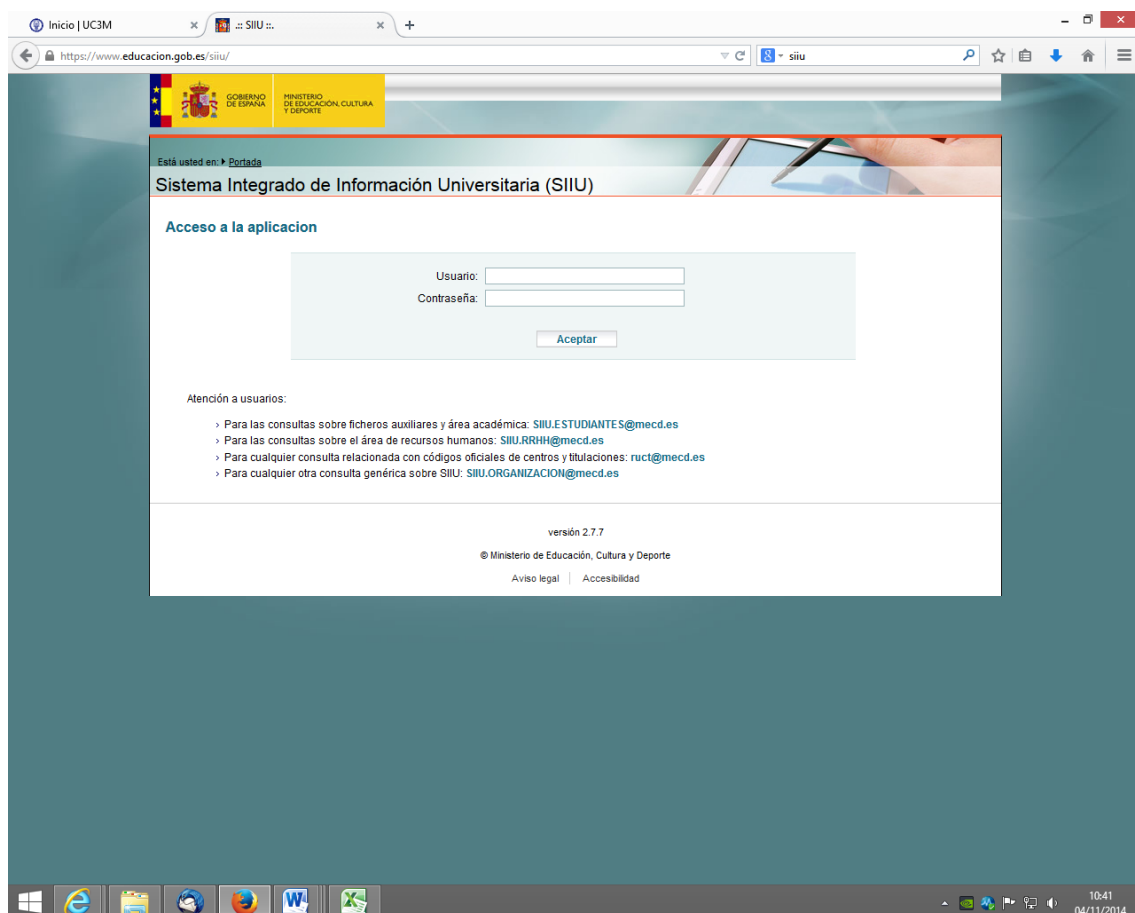 Inicio | UC3M
.:: SIIU ::.
https://www.educacion.gob.es/siiu/
siiu
GOBIERNO
DE ESPAÑA
MINISTERIO
DE EDUCACIÓN, CULTURA
Y DEPORTE
Está usted en: Portada
Sistema Integrado de Información Universitaria (SIIU)
Acceso a la aplicacion
Usuario:
Contraseña:
Aceptar
Atención a usuarios:
Para las consultas sobre ficheros auxiliares y área académica: SIIU.ESTUDIANTES@mecd.es
Para las consultas sobre el área de recursos humanos: SIIU.RRHH@mecd.es
Para cualquier consulta relacionada con códigos oficiales de centros y titulaciones: ruct@mecd.es
Para cualquier otra consulta genérica sobre SIIU: SIIU.ORGANIZACION@mecd.es
versión 2.7.7
© Ministerio de Educación, Cultura y Deporte
Aviso legal | Accesibilidad
10:41
04/11/2014